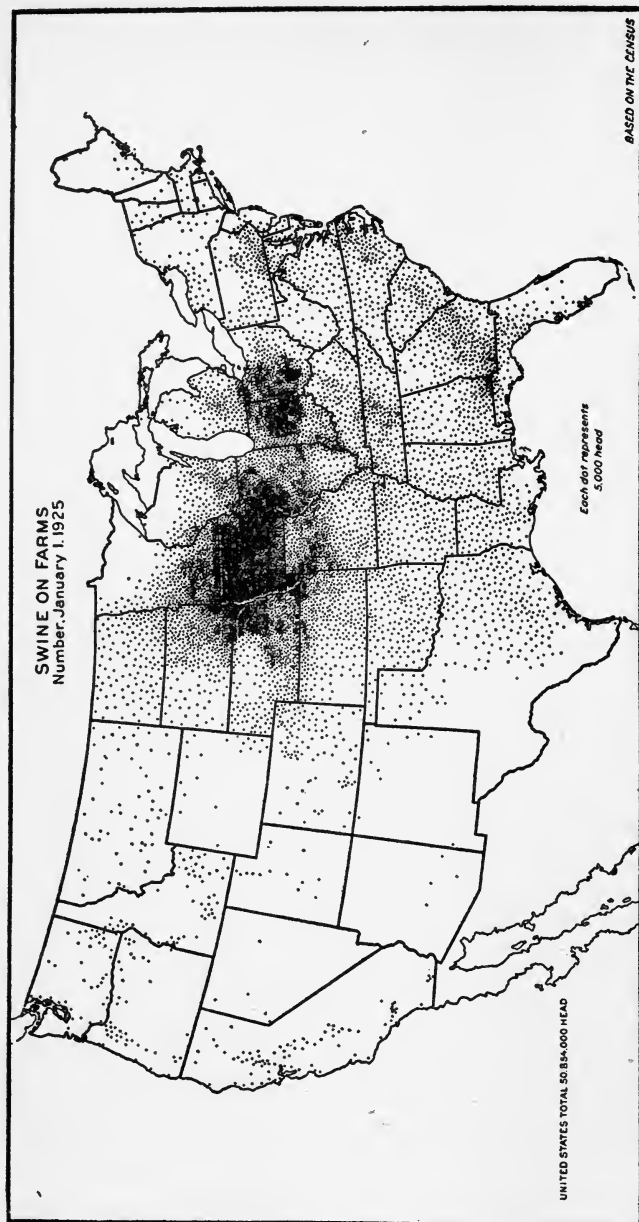 SWINE ON FARMS
Number, January 1, 1925
Each dot represents
5,000 head
UNITED STATES TOTAL 50,854,000 HEAD
BASED ON THE CENSUS